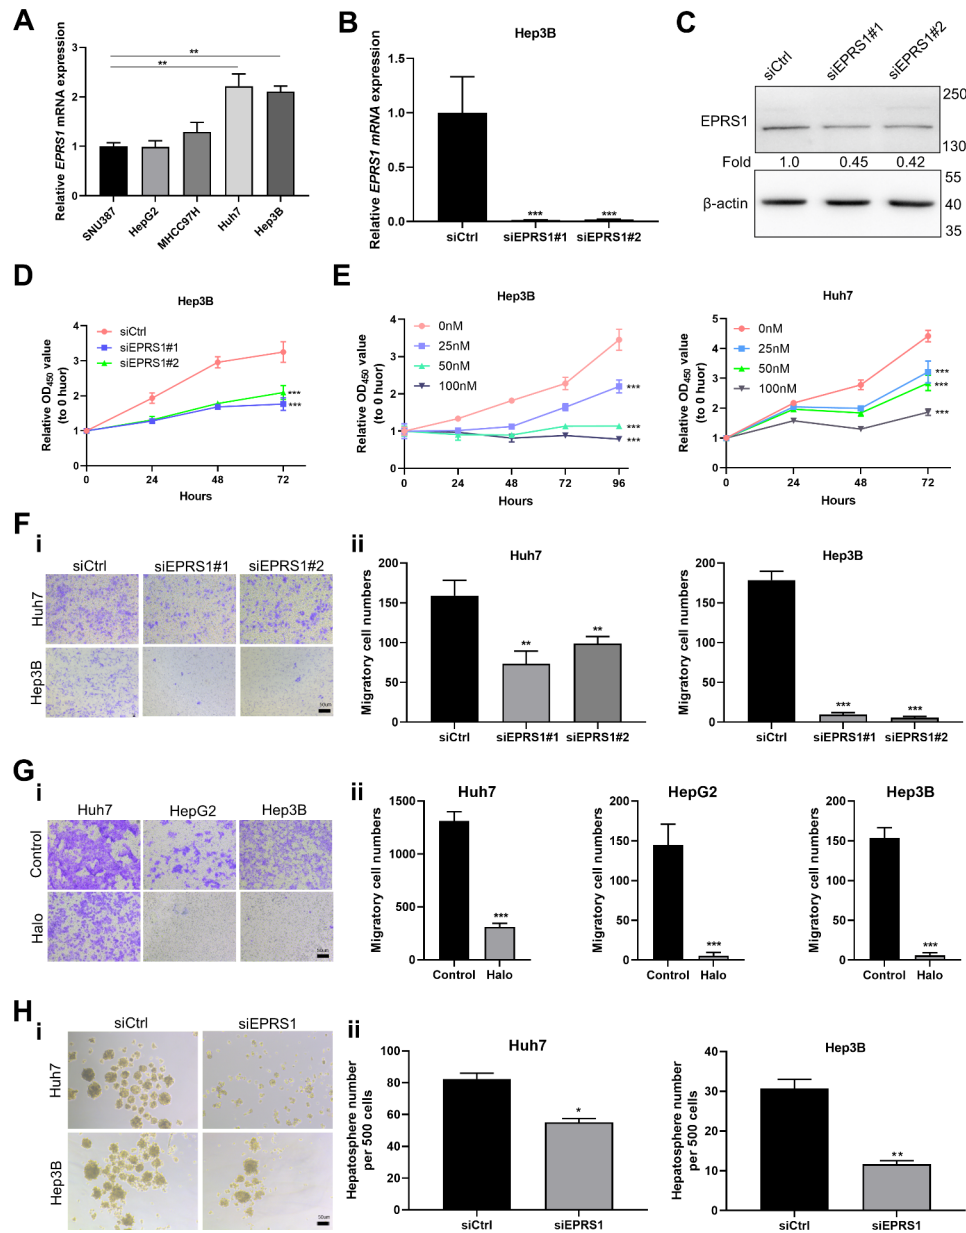 A
Relative EPRS1 mRNA expression
3
2
1
0
**
**
SNU387
HepG2
MHCC97H
Huh7
Hep3B
B
Hep3B
Relative EPRS1 mRNA expression
1.5
1.0
0.5
0.0
***
***
siCtrl
siEPRS1#1
siEPRS1#2
C
siCtrl
siEPRS1#1
siEPRS1#2
EPRS1
250
130
Fold
1.0
0.45
0.42
β-actin
55
40
35
D
Hep3B
Relative OD450 value
(to 0 huor)
4
3
2
1
0
siCtrl
siEPRS1#1
siEPRS1#2
***
***
0
24
48
72
Hours
E
Hep3B
Relative OD450 value
(to 0 huor)
4
3
2
1
0
0nM
25nM
50nM
100nM
***
***
***
0
24
48
72
96
Hours
Huh7
Relative OD450 value
(to 0 huor)
5
4
3
2
1
0
0nM
25nM
50nM
100nM
***
***
***
0
24
48
72
Hours
F
i
siCtrl
siEPRS1#1
siEPRS1#2
Huh7
Hep3B
50um
ii
Huh7
Migratory cell numbers
200
150
100
50
0
**
**
siCtrl
siEPRS1#1
siEPRS1#2
Hep3B
Migratory cell numbers
200
150
100
50
0
***
***
siCtrl
siEPRS1#1
siEPRS1#2
G
i
Huh7
HepG2
Hep3B
Control
Halo
50um
ii
Huh7
Migratory cell numbers
1500
1000
500
0
***
Control
Halo
HepG2
Migratory cell numbers
200
150
100
50
0
***
Control
Halo
Hep3B
Migratory cell numbers
200
150
100
50
0
***
Control
Halo
H
i
siCtrl
siEPRS1
Huh7
Hep3B
50um
ii
Huh7
Hepatosphere number
per 500 cells
100
80
60
40
20
0
*
siCtrl
siEPRS1
Hep3B
Hepatosphere number
per 500 cells
40
30
20
10
0
**
siCtrl
siEPRS1